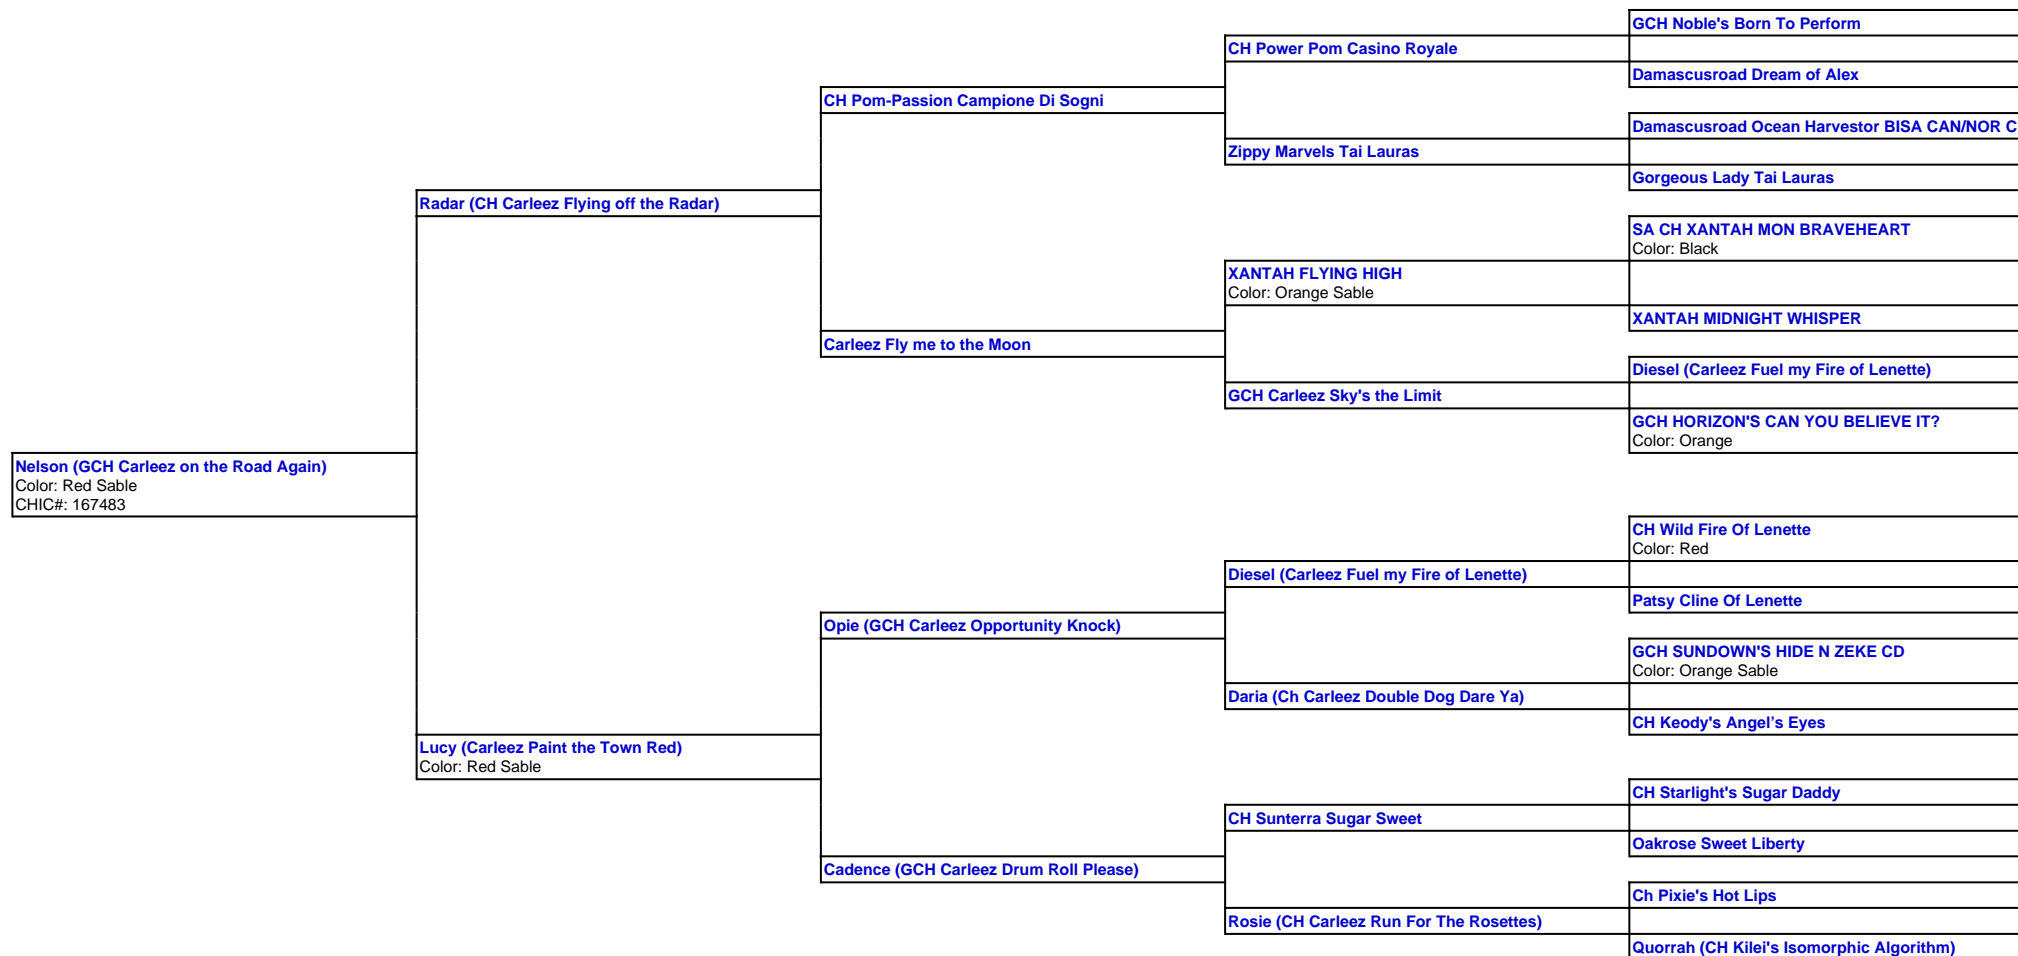 GCH Noble's Born To Perform
CH Power Pom Casino Royale
Damascusroad Dream of Alex
CH Pom-Passion Campione Di Sogni
Damascusroad Ocean Harvestor BISA CAN/NOR C
Zippy Marvels Tai Lauras
Gorgeous Lady Tai Lauras
Radar (CH Carleez Flying off the Radar)
SA CH XANTAH MON BRAVEHEART
Color: Black
XANTAH FLYING HIGH
Color: Orange Sable
XANTAH MIDNIGHT WHISPER
Carleez Fly me to the Moon
Diesel (Carleez Fuel my Fire of Lenette)
GCH Carleez Sky's the Limit
GCH HORIZON'S CAN YOU BELIEVE IT?
Color: Orange
Nelson (GCH Carleez on the Road Again)
Color: Red Sable
CHIC#: 167483
CH Wild Fire Of Lenette
Color: Red
Diesel (Carleez Fuel my Fire of Lenette)
Patsy Cline Of Lenette
Opie (GCH Carleez Opportunity Knock)
GCH SUNDOWN'S HIDE N ZEKE CD
Color: Orange Sable
Daria (Ch Carleez Double Dog Dare Ya)
CH Keody's Angel’s Eyes
Lucy (Carleez Paint the Town Red)
Color: Red Sable
CH Starlight's Sugar Daddy
CH Sunterra Sugar Sweet
Oakrose Sweet Liberty
Cadence (GCH Carleez Drum Roll Please)
Ch Pixie's Hot Lips
Rosie (CH Carleez Run For The Rosettes)
Quorrah (CH Kilei's Isomorphic Algorithm)